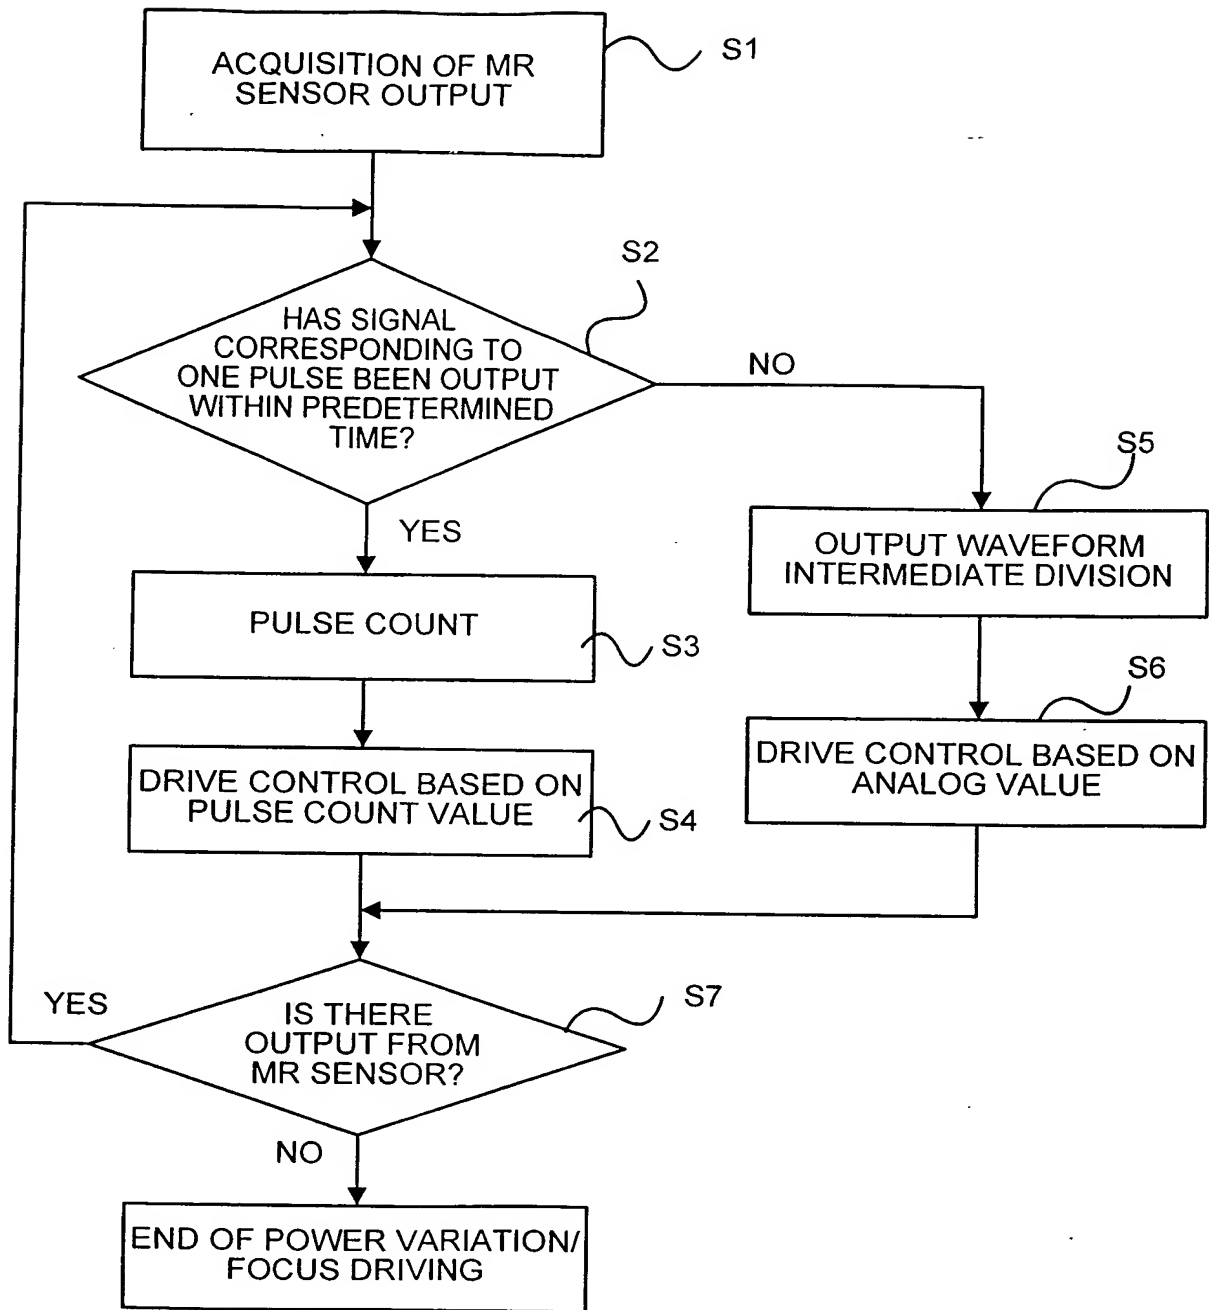 ACQUISITION OF MR
SENSOR OUTPUT
S1
S2
HAS SIGNAL
CORRESPONDING TO
ONE PULSE BEEN OUTPUT
WITHIN PREDETERMINED
TIME?
NO
YES
S5
OUTPUT WAVEFORM
INTERMEDIATE DIVISION
PULSE COUNT
S3
S6
DRIVE CONTROL BASED ON
ANALOG VALUE
DRIVE CONTROL BASED ON
PULSE COUNT VALUE
S4
YES
S7
IS THERE
OUTPUT FROM
MR SENSOR?
NO
END OF POWER VARIATION/
FOCUS DRIVING